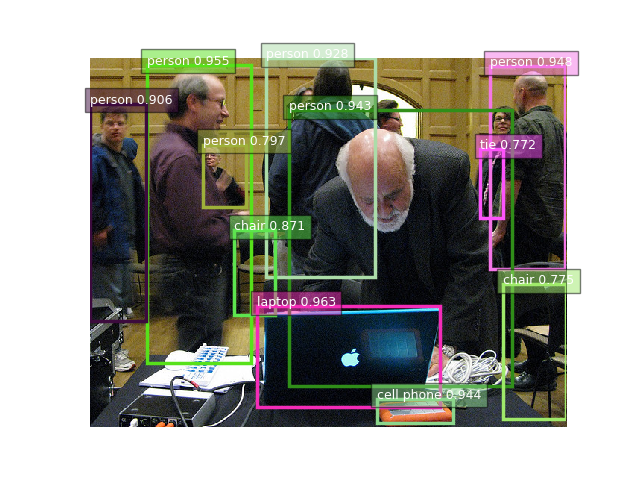 person 0.955
person 0.928
person 0.948
person 0.906
person 0.943
person 0.797
tie 0.772
chair 0.871
chair 0.775
laptop 0.963
cell phone 0.944